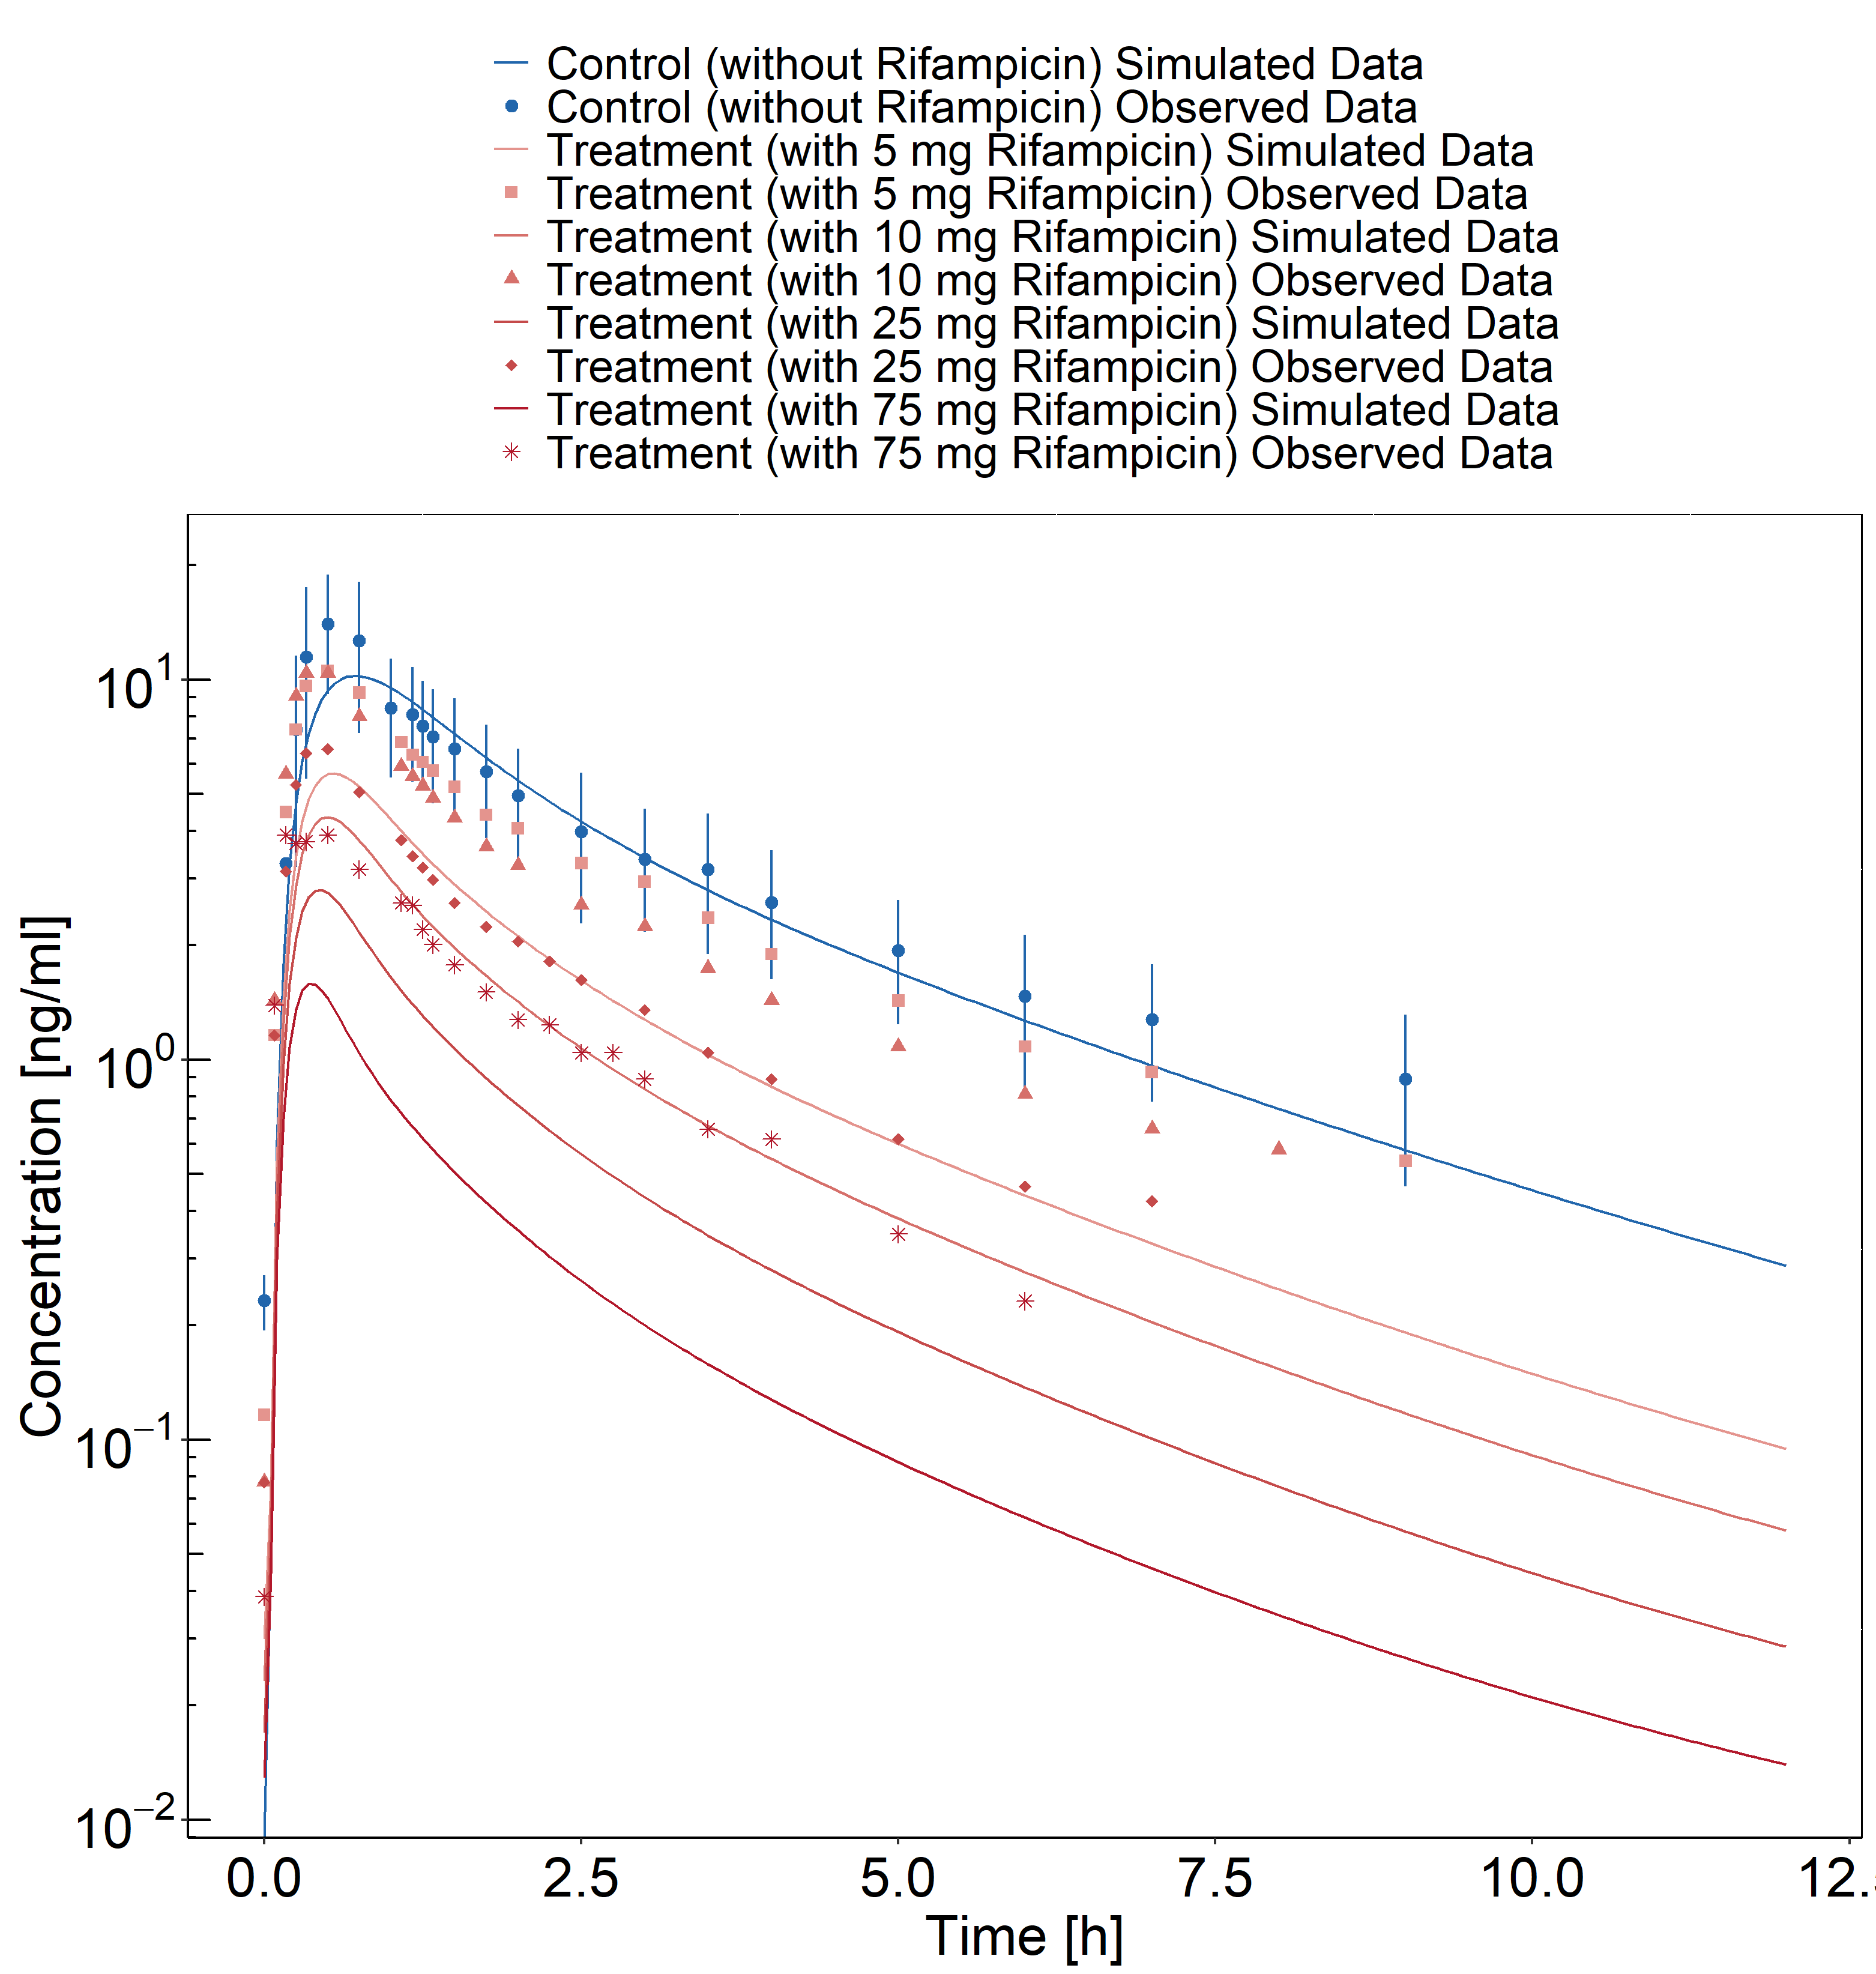 Control (without Rifampicin) Simulated Data
Control (without Rifampicin) Observed Data
Treatment (with 5 mg Rifampicin) Simulated Data
Treatment (with 5 mg Rifampicin) Observed Data
Treatment (with 10 mg Rifampicin) Simulated Data
Treatment (with 10 mg Rifampicin) Observed Data
Treatment (with 25 mg Rifampicin) Simulated Data
Treatment (with 25 mg Rifampicin) Observed Data
Treatment (with 75 mg Rifampicin) Simulated Data
Treatment (with 75 mg Rifampicin) Observed Data
Concentration [ng/ml]
10^1
10^0
10^−1
10^−2
0.0 2.5 5.0 7.5 10.0
Time [h]